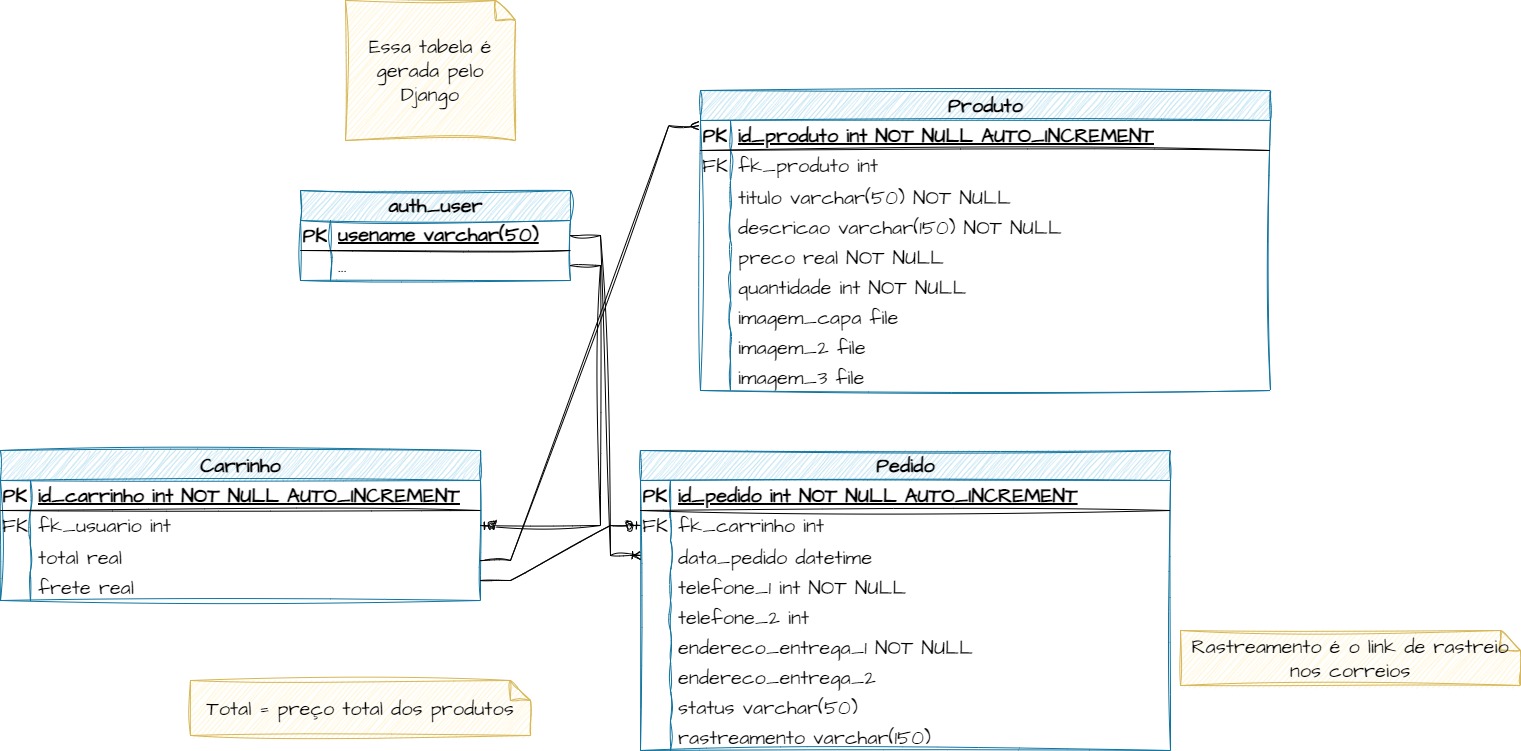 Essa tabela é
gerada pelo
Django
Produto
PK id_produto int NOT NULL AUTO_INCREMENT
FK fk_produto int
titulo varchar(50) NOT NULL
descricao varchar(150) NOT NULL
preco real NOT NULL
quantidade int NOT NULL
imagem_capa file
imagem_2 file
imagem_3 file
auth_user
PK usename varchar(50)
...
Carrinho
PK id_carrinho int NOT NULL AUTO_INCREMENT
FK fk_usuario int
total real
frete real
Pedido
PK id_pedido int NOT NULL AUTO_INCREMENT
FK fk_carrinho int
data_pedido datetime
telefone_1 int NOT NULL
telefone_2 int
endereco_entrega_1 NOT NULL
endereco_entrega_2
status varchar(50)
rastreamento varchar(150)
Rastreamento é o link de rastreio
nos correios
Total = preço total dos produtos